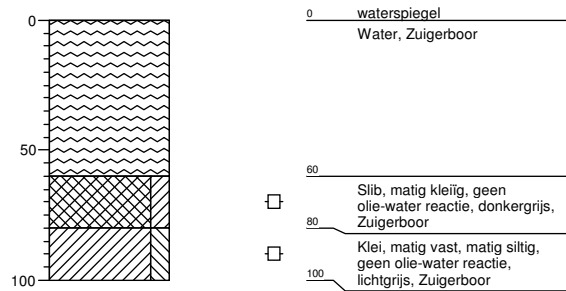 0
50
100
0 waterspiegel
Water, Zuigerboor
60
Slib, matig kleiïg, geen
olie-water reactie, donkergrijs,
Zuigerboor
80
Klei, matig vast, matig siltig,
geen olie-water reactie,
lichtgrijs, Zuigerboor
100